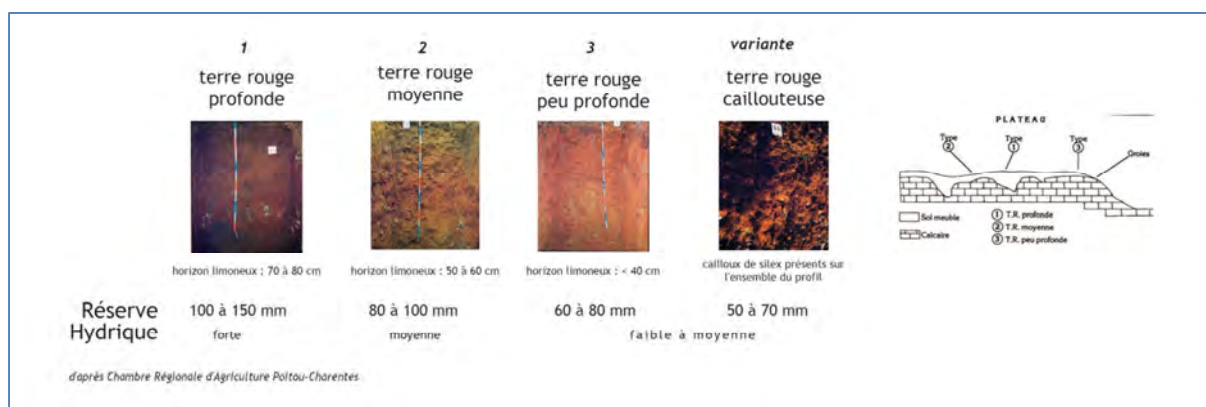 1
terre rouge
profonde
horizon limoneux : 70 à 80 cm
2
terre rouge
moyenne
horizon limoneux : 50 à 60 cm
3
terre rouge
peu profonde
horizon limoneux : < 40 cm
variante
terre rouge
caillouteuse
cailloux de silex présents sur
l'ensemble du profil
Réserve
Hydrique
100 à 150 mm
forte
80 à 100 mm
moyenne
60 à 80 mm
50 à 70 mm
faible à moyenne
PLATEAU
Type
2
Type
1
Type
3
Groies
Sol meuble
Calcaire
1 T.R. profonde
2 T.R. moyenne
3 T.R. peu profonde
d'après Chambre Régionale d'Agriculture Poitou-Charentes